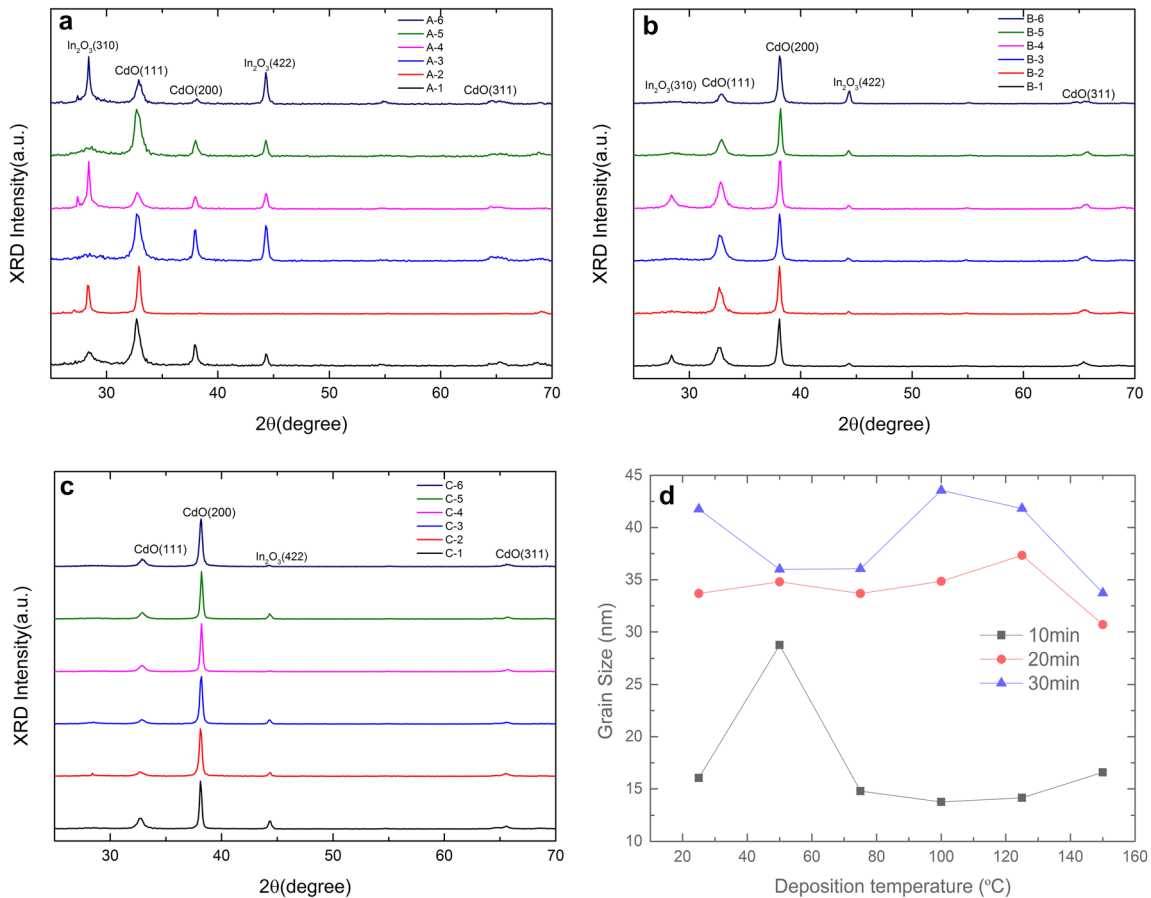 a
A-6
A-5
A-4
A-3
A-2
A-1
In₂O₃(310)
CdO(111)
CdO(200)
In₂O₃(422)
CdO(311)
XRD Intensity(a.u.)
30 40 50 60 70
2θ(degree)
b
B-6
B-5
B-4
B-3
B-2
B-1
CdO(200)
In₂O₃(310)
CdO(111)
In₂O₃(422)
CdO(311)
XRD Intensity(a.u.)
30 40 50 60 70
2θ(degree)
c
C-6
C-5
C-4
C-3
C-2
C-1
CdO(200)
CdO(111)
In₂O₃(422)
CdO(311)
XRD Intensity(a.u.)
30 40 50 60 70
2θ(degree)
d
45
40
35
30
25
20
15
10
Grain Size (nm)
10min
20min
30min
20 40 60 80 100 120 140 160
Deposition temperature (ºC)